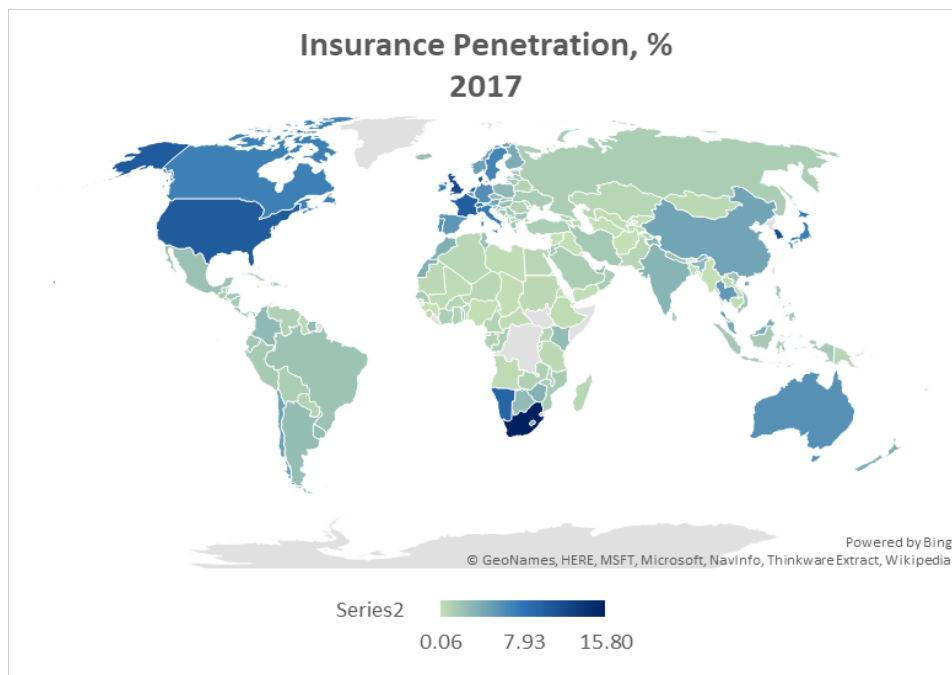 Insurance Penetration, %
2017
Powered by Bing
© GeoNames, HERE, MSFT, Microsoft, NavInfo, Thinkware Extract, Wikipedia
Series2
0.06 7.93 15.80